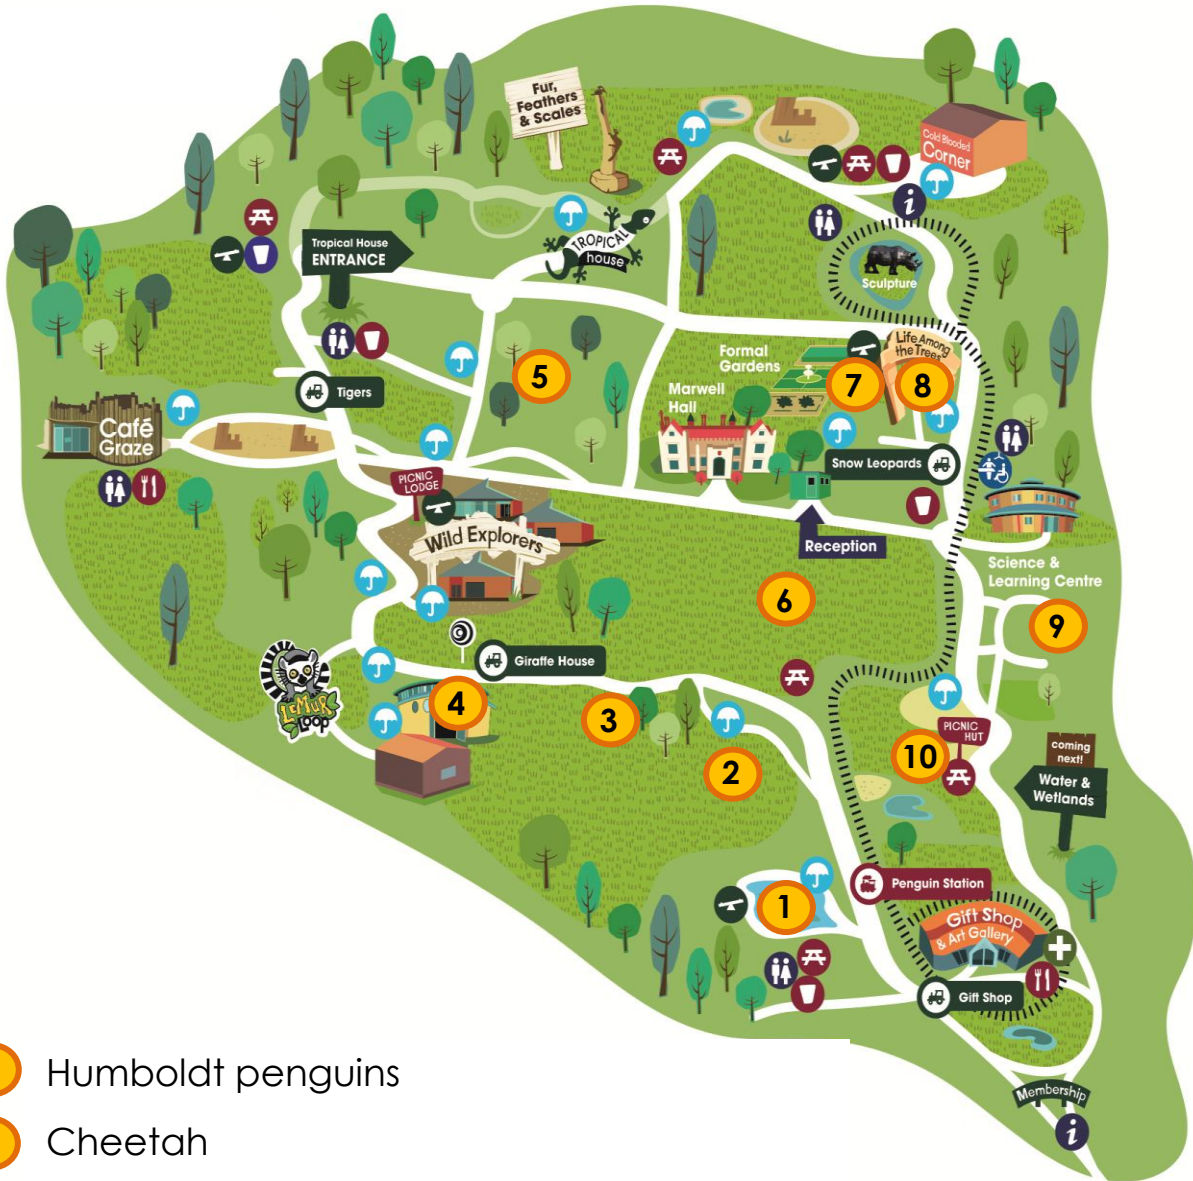 Fur,
Feathers
& Scales
Cold Blooded
Corner
Tropical House
ENTRANCE
TROPICAL
house
i
Sculpture
Life Among
the Trees
Formal
Gardens
5
7
8
Marwell
Hall
Tigers
Café
Graze
Snow Leopards
PICNIC
LODGE
Wild Explorers
Reception
Science &
Learning Centre
6
9
Giraffe House
LEMUR
LOOP
4
3
2
PICNIC
HUT
10
coming
next!
Water &
Wetlands
1
Penguin Station
Gift Shop
& Art Gallery
Gift Shop
Membership
i
Humboldt penguins
Cheetah